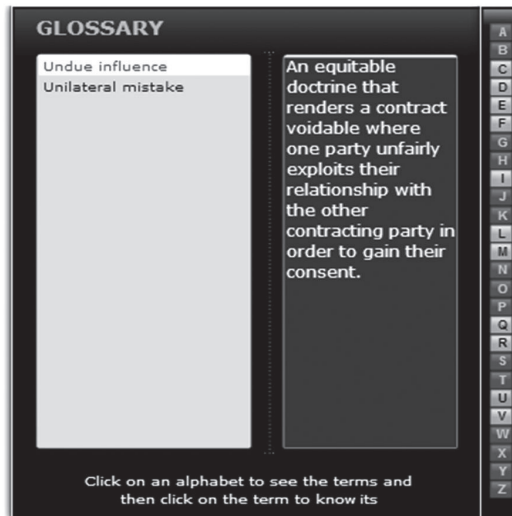 GLOSSARY
Undue influence
Unilateral mistake
An equitable
doctrine that
renders a contract
voidable where
one party unfairly
exploits their
relationship with
the other
contracting party in
order to gain their
consent.
Click on an alphabet to see the terms and
then click on the term to know its
A
B
C
D
E
F
G
H
I
J
K
L
M
N
O
P
Q
R
S
T
U
V
W
X
Y
Z